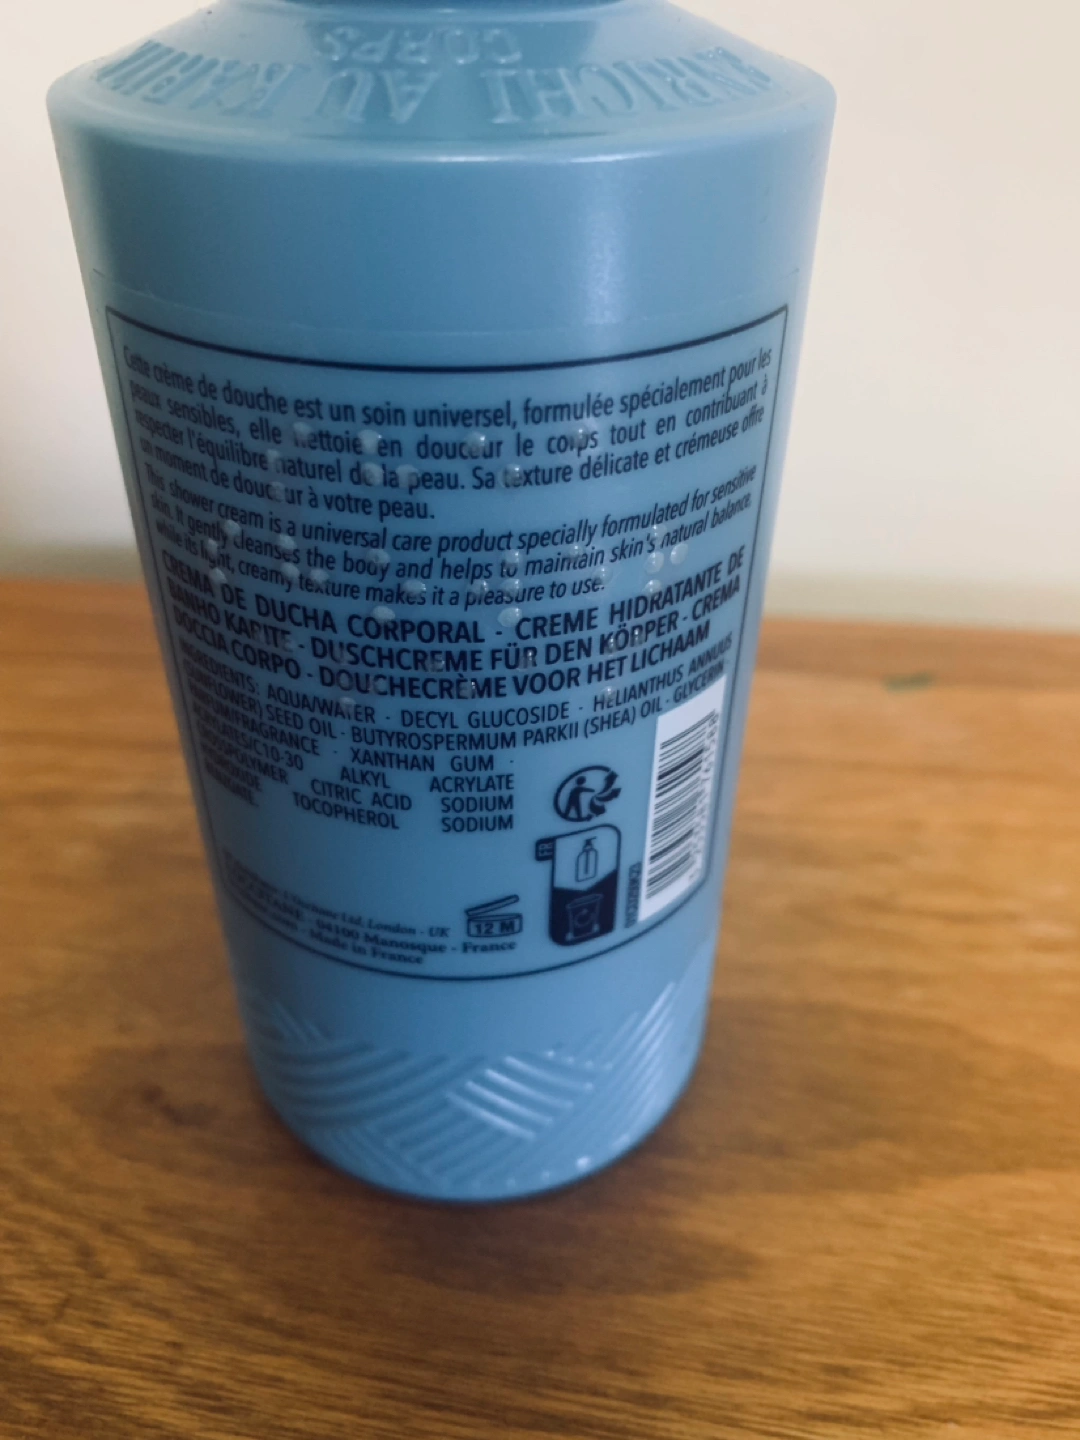 CORPS
ENRICHI AU KARITÉ
Cette crème de douche est un soin universel, formulée spécialement pour les
peaux sensibles, elle nettoie en douceur le corps tout en contribuant à
respecter l'équilibre naturel de la peau. Sa texture délicate et crémeuse offre
un moment de douceur à votre peau.
This shower cream is a universal care product specially formulated for sensitive
skin. It gently cleanses the body and helps to maintain skin's natural balance,
while its light, creamy texture makes it a pleasure to use.
CREMA DE DUCHA CORPORAL - CREME HIDRATANTE DE
BANHO KARITE - DUSCHCREME FÜR DEN KÖRPER - CREMA
DOCCIA CORPO - DOUCHECRÈME VOOR HET LICHAAM
INGREDIENTS: AQUA/WATER - DECYL GLUCOSIDE - HELIANTHUS ANNUUS
(SUNFLOWER) SEED OIL - BUTYROSPERMUM PARKII (SHEA) OIL - GLYCERIN
PARFUM/FRAGRANCE - XANTHAN GUM -
ACRYLATES/C10-30 ALKYL ACRYLATE
CROSSPOLYMER CITRIC ACID SODIUM
TOCOPHEROL SODIUM
FR
12 M
Ltd, London - UK
L'OCCITANE - 04100 Manosque - France
Made in France